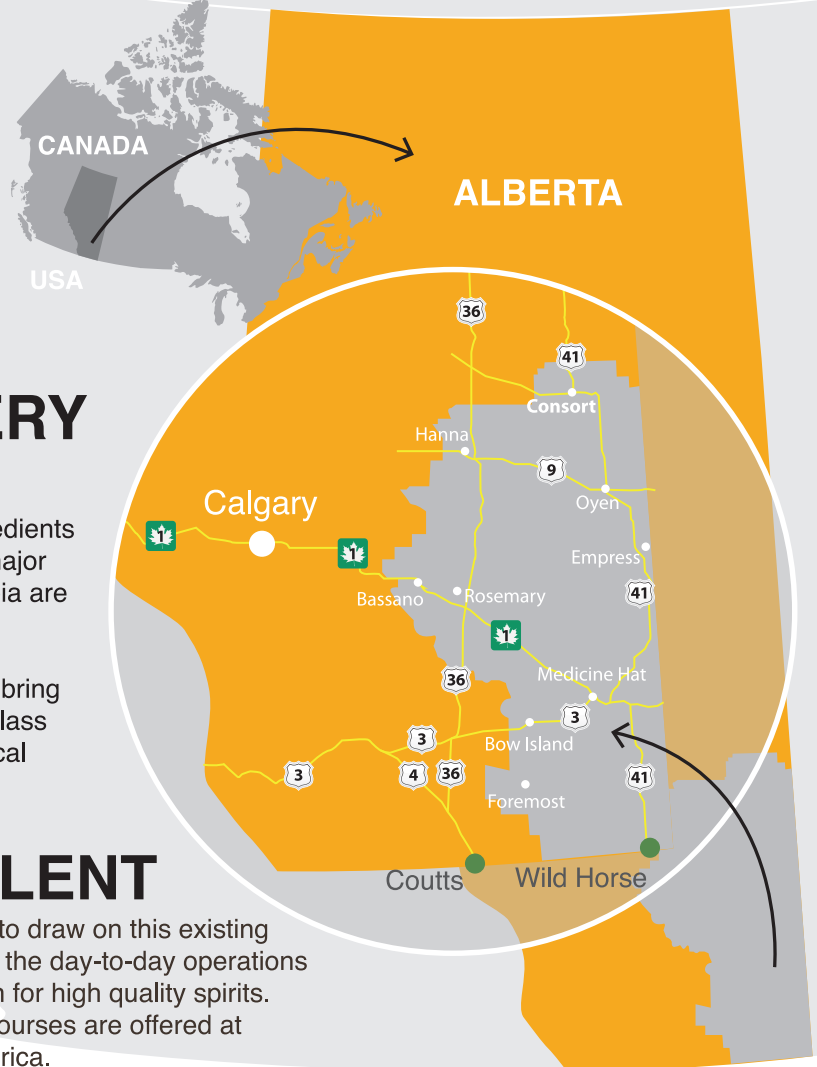 CANADA
ALBERTA
USA
36
41
Consort
ERY
Hanna
9
Calgary
Oyen
edients
1
1
najor
Empress
ia are
41
Bassano
Rosemary
1
Medicine Hat
bring
36
lass
3
3
Bow Island
cal
3
4
36
41
Foremost
LENT
Coutts
Wild Horse
to draw on this existing
the day-to-day operations
n for high quality spirits.
ourses are offered at
rica.